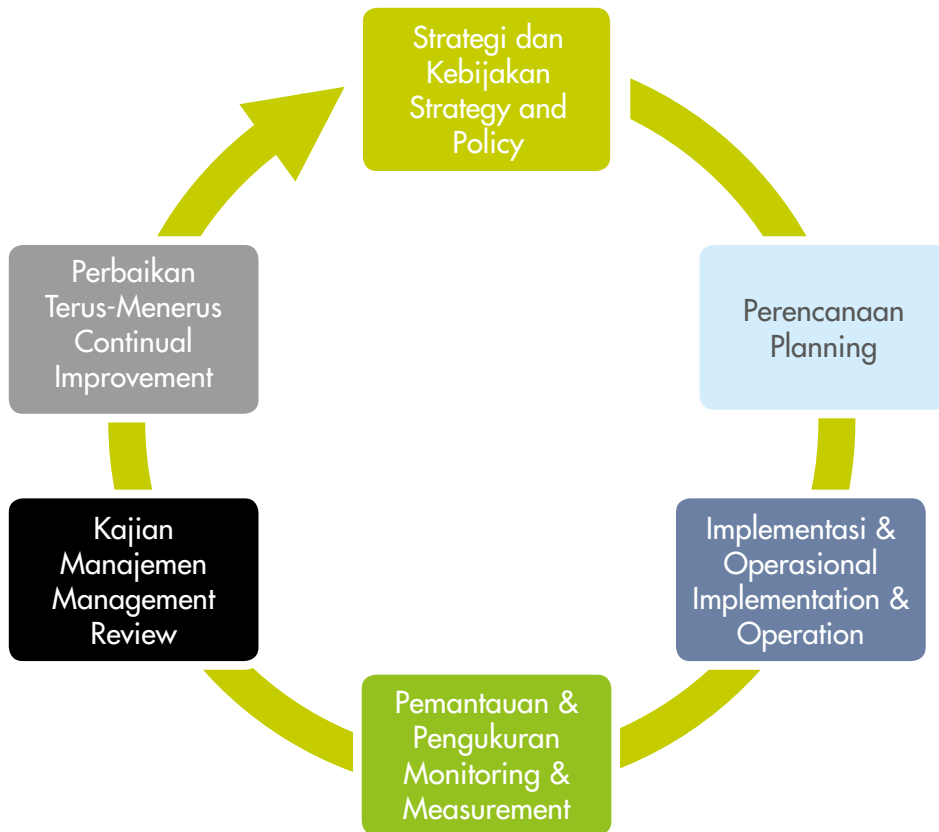 Strategi dan
Kebijakan
Strategy and
Policy
Perencanaan
Planning
Implementasi &
Operasional
Implementation &
Operation
Pemantauan &
Pengukuran
Monitoring &
Measurement
Kajian
Manajemen
Management
Review
Perbaikan
Terus-Menerus
Continual
Improvement